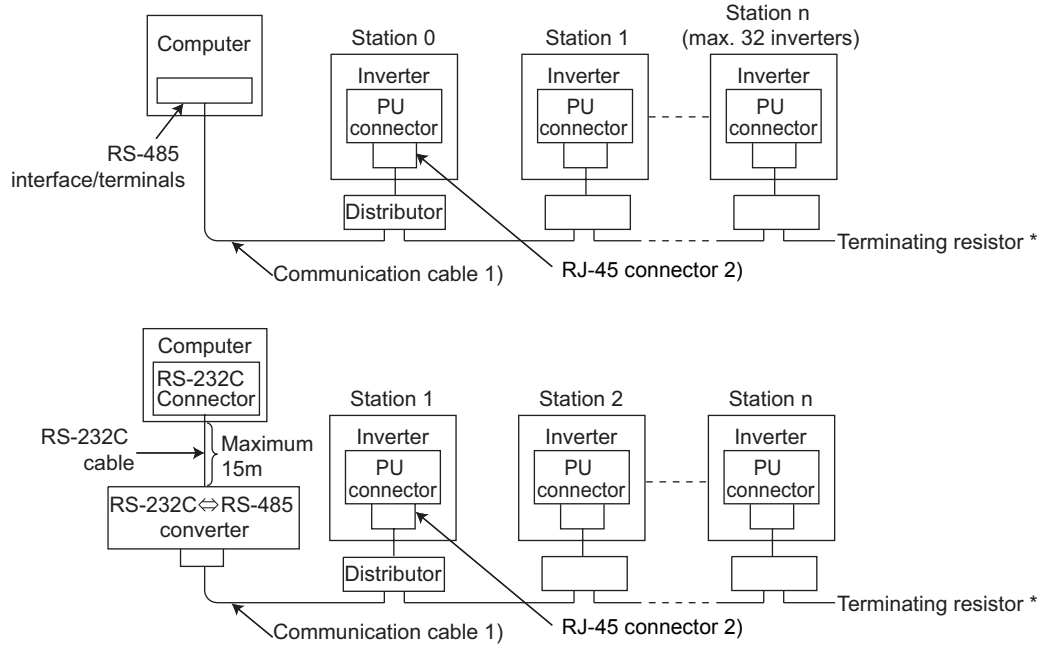 Station n
(max. 32 inverters)
Station 0
Station 1
Computer
Inverter
Inverter
Inverter
PU
connector
PU
connector
PU
connector
RS-485
interface/terminals
Distributor
Terminating resistor *
Communication cable 1)
RJ-45 connector 2)
Computer
RS-232C
Connector
Station 1
Station 2
Station n
RS-232C
cable
Maximum
15m
Inverter
Inverter
Inverter
PU
connector
PU
connector
PU
connector
RS-232C⇔RS-485
converter
Distributor
Terminating resistor *
Communication cable 1)
RJ-45 connector 2)